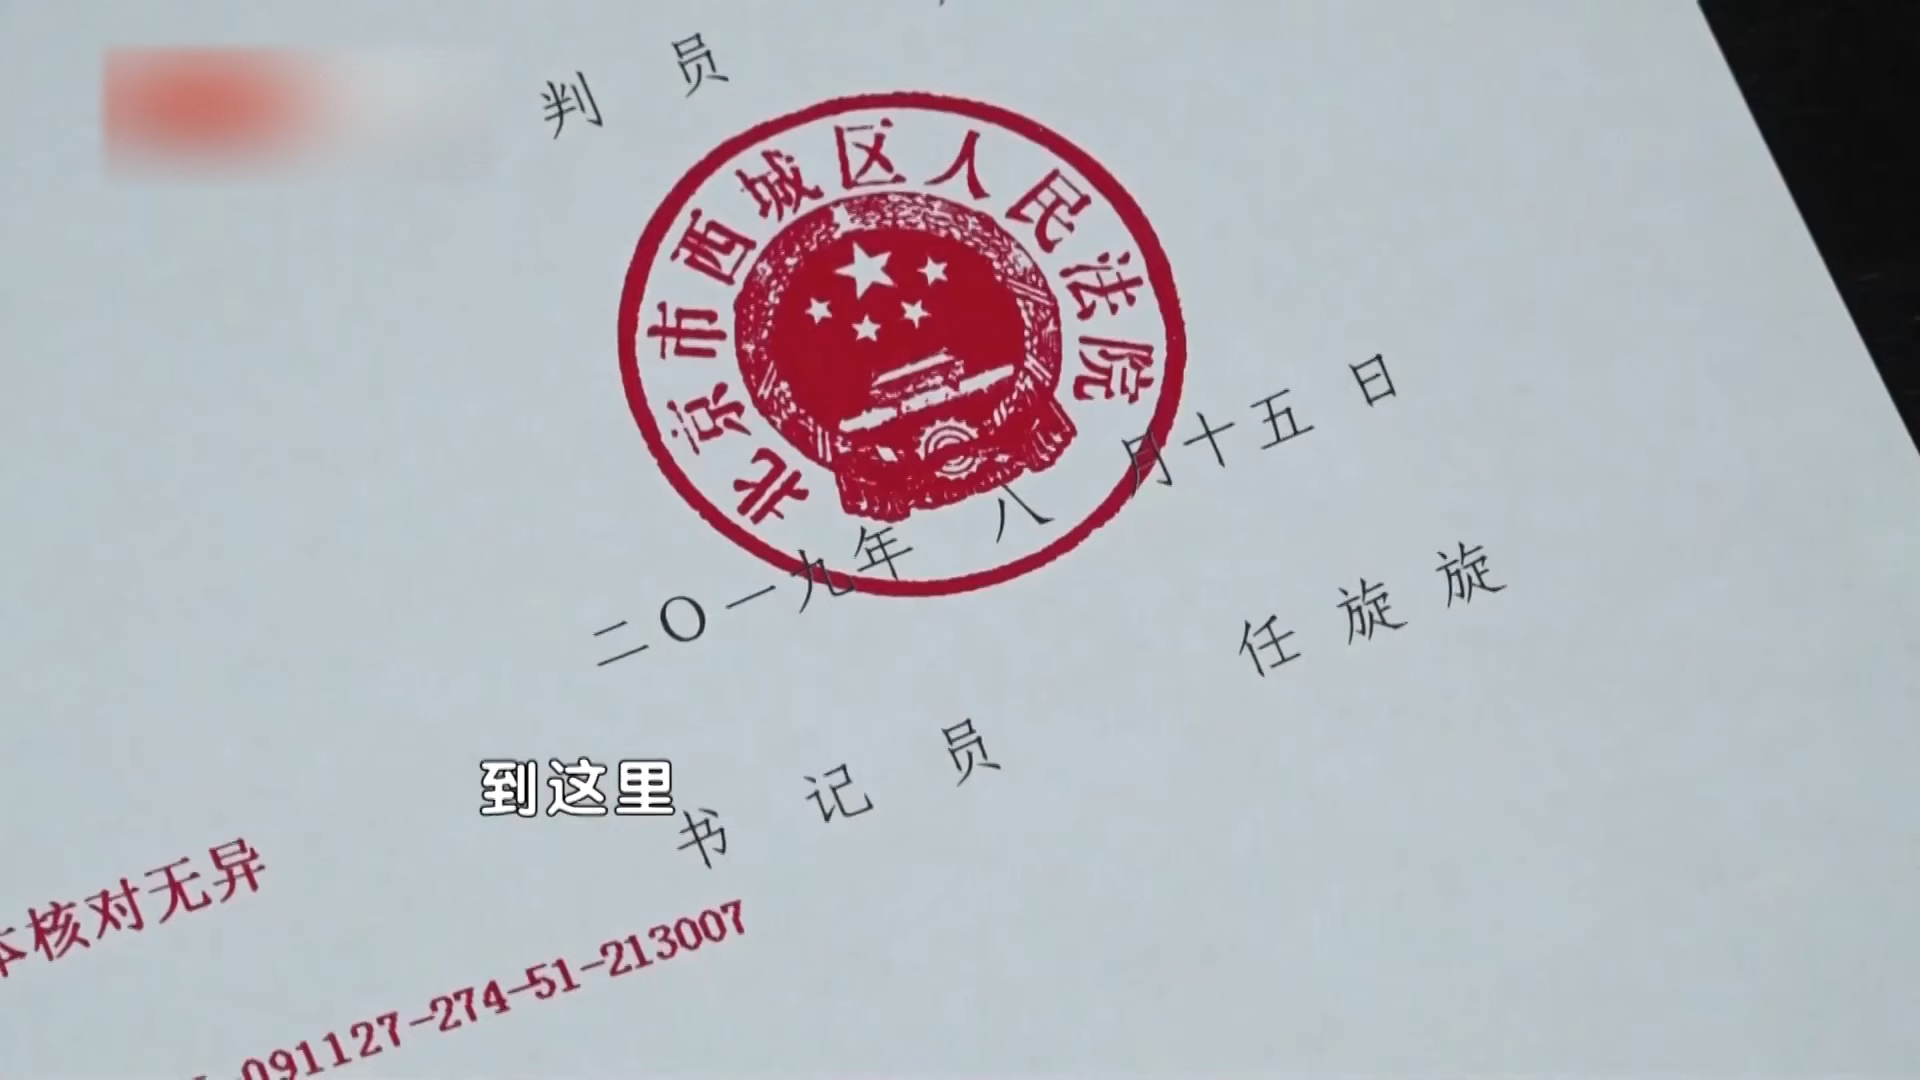 判 员
北京市西城区人民法院
二〇一九年 八 月十五 日
任 旋 旋
到这里
书 记 员
本核对无异
091127-274-51-213007